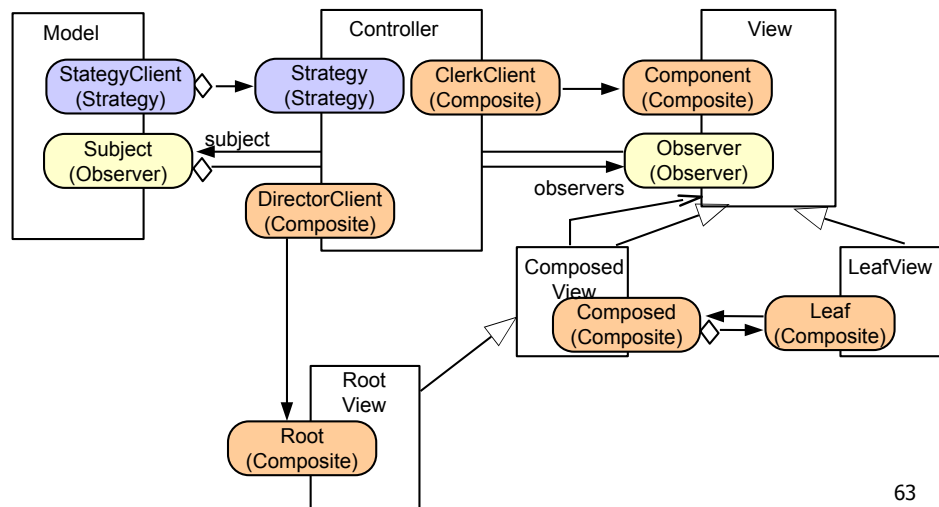 Model
Controller
View
StategyClient
(Strategy)
Strategy
(Strategy)
ClerkClient
(Composite)
Component
(Composite)
subject
Subject
(Observer)
Observer
(Observer)
observers
DirectorClient
(Composite)
Composed
View
LeafView
Composed
(Composite)
Leaf
(Composite)
Root
View
Root
(Composite)
63